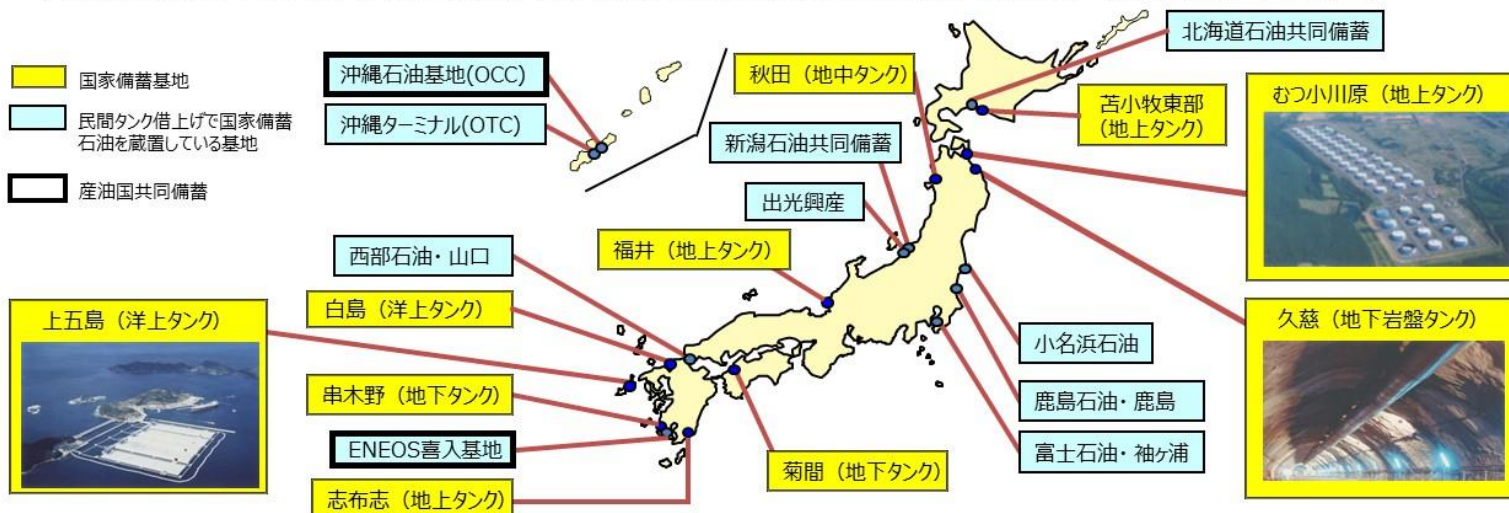 国家備蓄基地
民間タンク借上げで国家備蓄
石油を蔵置している基地
産油国共同備蓄
沖縄石油基地(OCC)
沖縄ターミナル(OTC)
北海道石油共同備蓄
秋田（地中タンク）
苫小牧東部
（地上タンク）
むつ小川原（地上タンク）
新潟石油共同備蓄
出光興産
福井（地上タンク）
西部石油・山口
白島（洋上タンク）
上五島（洋上タンク）
久慈（地下岩盤タンク）
小名浜石油
串木野（地下タンク）
鹿島石油・鹿島
ENEOS喜入基地
菊間（地下タンク）
富士石油・袖ヶ浦
志布志（地上タンク）